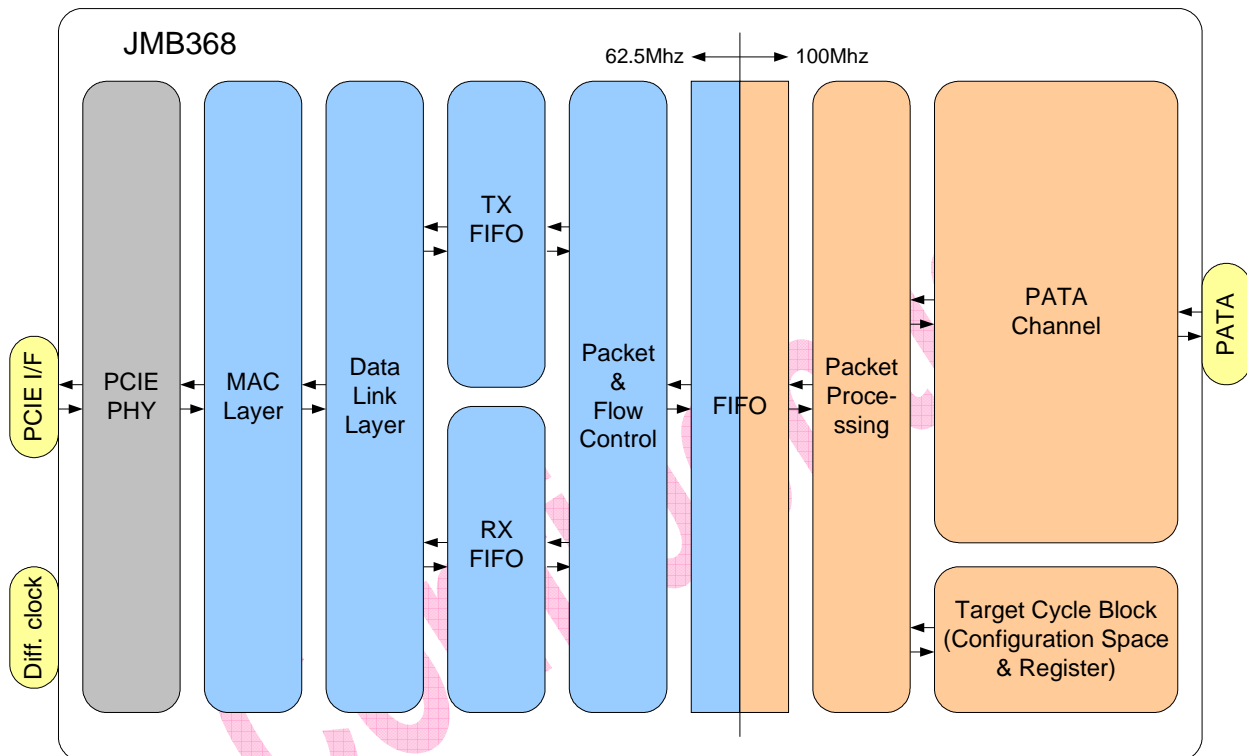 JMB368
62.5Mhz
100Mhz
PCIE I/F
Diff. clock
PCIE
PHY
MAC
Layer
Data
Link
Layer
TX
FIFO
RX
FIFO
Packet
&
Flow
Control
FIFO
Packet
Proce-
ssing
PATA
Channel
Target Cycle Block
(Configuration Space
& Register)
PATA